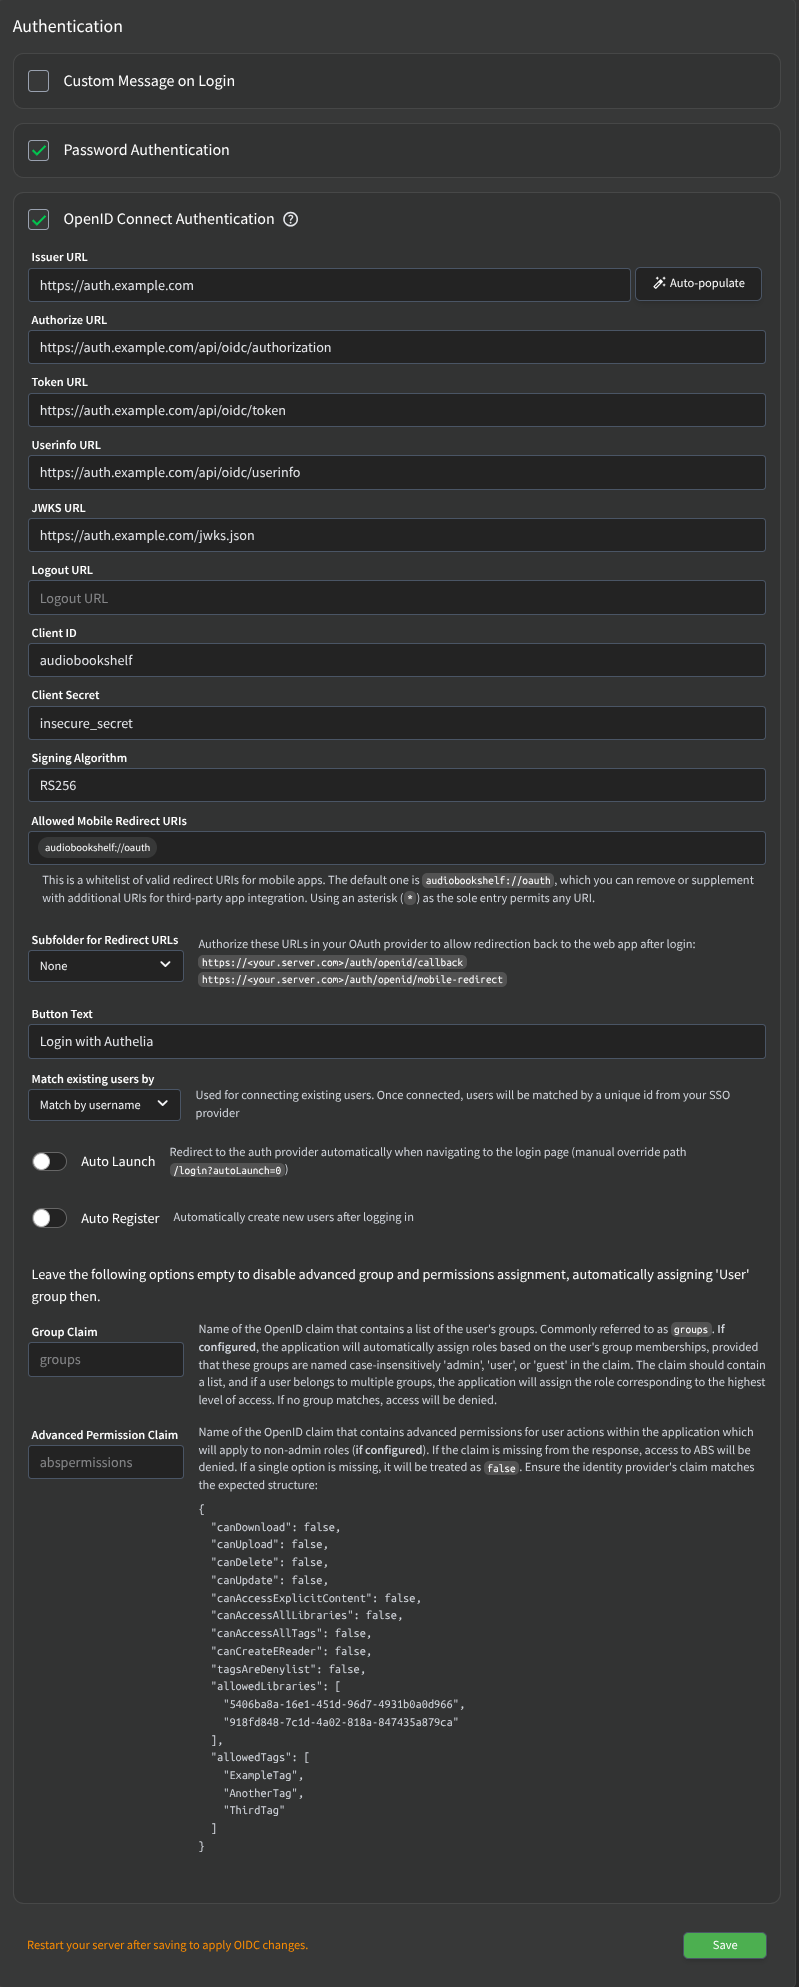 Authentication
Custom Message on Login
Password Authentication
OpenID Connect Authentication
Issuer URL
https://auth.example.com
Auto-populate
Authorize URL
https://auth.example.com/api/oidc/authorization
Token URL
https://auth.example.com/api/oidc/token
Userinfo URL
https://auth.example.com/api/oidc/userinfo
JWKS URL
https://auth.example.com/jwks.json
Logout URL
Logout URL
Client ID
audiobookshelf
Client Secret
insecure_secret
Signing Algorithm
RS256
Allowed Mobile Redirect URIs
audiobookshelf://oauth
This is a whitelist of valid redirect URIs for mobile apps. The default one is audiobookshelf://oauth, which you can remove or supplement
with additional URIs for third-party app integration. Using an asterisk (*) as the sole entry permits any URI.
Subfolder for Redirect URLs
None
Authorize these URLs in your OAuth provider to allow redirection back to the web app after login:
https://<your.server.com>/auth/openid/callback
https://<your.server.com>/auth/openid/mobile-redirect
Button Text
Login with Authelia
Match existing users by
Match by username
Used for connecting existing users. Once connected, users will be matched by a unique id from your SSO
provider
Auto Launch
Redirect to the auth provider automatically when navigating to the login page (manual override path
/login?autoLaunch=0)
Auto Register
Automatically create new users after logging in
Leave the following options empty to disable advanced group and permissions assignment, automatically assigning 'User'
group then.
Group Claim
groups
Name of the OpenID claim that contains a list of the user's groups. Commonly referred to as groups. If
configured, the application will automatically assign roles based on the user's group memberships, provided
that these groups are named case-insensitively 'admin', 'user', or 'guest' in the claim. The claim should contain
a list, and if a user belongs to multiple groups, the application will assign the role corresponding to the highest
level of access. If no group matches, access will be denied.
Advanced Permission Claim
abspermissions
Name of the OpenID claim that contains advanced permissions for user actions within the application which
will apply to non-admin roles (if configured). If the claim is missing from the response, access to ABS will be
denied. If a single option is missing, it will be treated as false. Ensure the identity provider's claim matches
the expected structure:
{
"canDownload": false,
"canUpload": false,
"canDelete": false,
"canUpdate": false,
"canAccessExplicitContent": false,
"canAccessAllLibraries": false,
"canAccessAllTags": false,
"canCreateEReader": false,
"tagsAreDenylist": false,
"allowedLibraries": [
"5406ba8a-16e1-451d-96d7-4931b0a0d966",
"918fd848-7c1d-4a02-818a-847435a879ca"
],
"allowedTags": [
"ExampleTag",
"AnotherTag",
"ThirdTag"
]
}
Restart your server after saving to apply OIDC changes.
Save